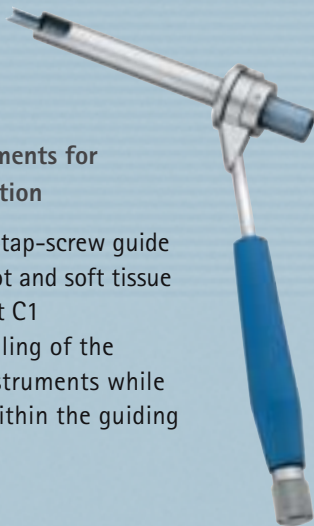 ments for
tion
tap-screw guide
ot and soft tissue
t C1
ling of the
struments while
ithin the guiding